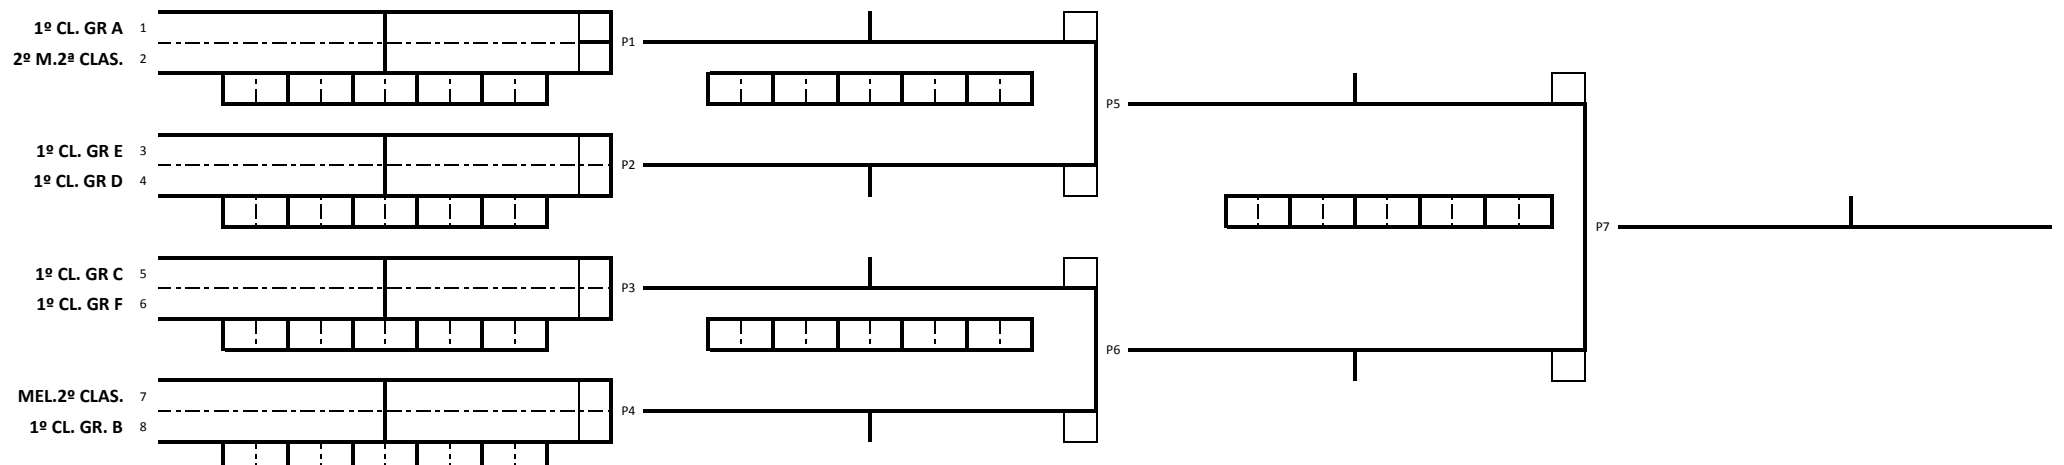 1º CL. GR A 1
2º M.2ª CLAS. 2
P1
P5
1º CL. GR E 3
1º CL. GR D 4
P2
P7
1º CL. GR C 5
1º CL. GR F 6
P3
P6
MEL.2º CLAS. 7
1º CL. GR. B 8
P4